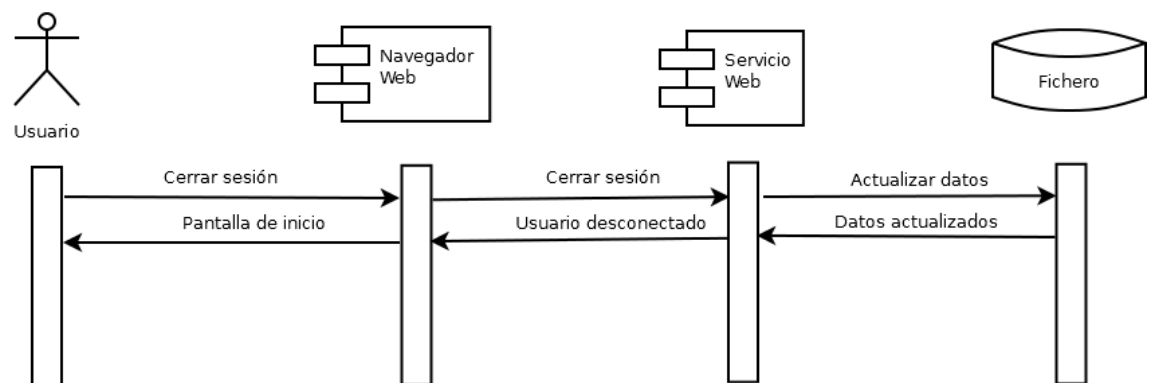 Navegador
Web
Servicio
Web
Fichero
Usuario
Cerrar sesión
Cerrar sesión
Actualizar datos
Pantalla de inicio
Usuario desconectado
Datos actualizados